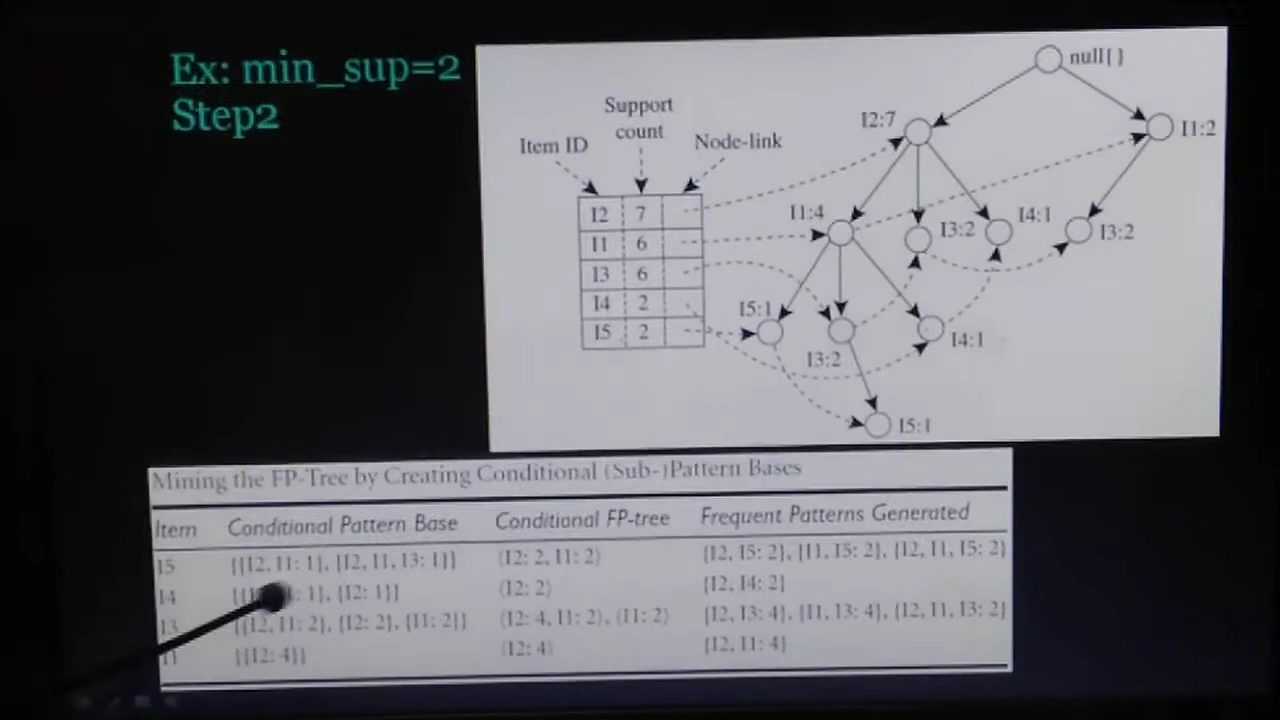 Ex: min_sup=2
Step2
Item ID
Support
count
Node-link
I2 7
I1 6
I3 6
I4 2
I5 2
null{}
I2:7
I1:2
I1:4
I3:2
I4:1
I3:2
I5:1
I3:2
I4:1
I5:1
Mining the FP-Tree by Creating Conditional (Sub-)Pattern Bases
Item Conditional Pattern Base Conditional FP-tree Frequent Patterns Generated
I5 {{I2, I1: 1}, {I2, I1, I3: 1}} ⟨I2: 2, I1: 2⟩ {I2, I5: 2}, {I1, I5: 2}, {I2, I1, I5: 2}
I4 : 1}, {I2: 1}} ⟨I2: 2⟩ {I2, I4: 2}
I3 {{I2, I1: 2}, {I2: 2}, {I1: 2}} ⟨I2: 4, I1: 2⟩, ⟨I1: 2⟩ {I2, I3: 4}, {I1, I3: 4}, {I2, I1, I3: 2}
I1 {{I2: 4}} ⟨I2: 4⟩ {I2, I1: 4}